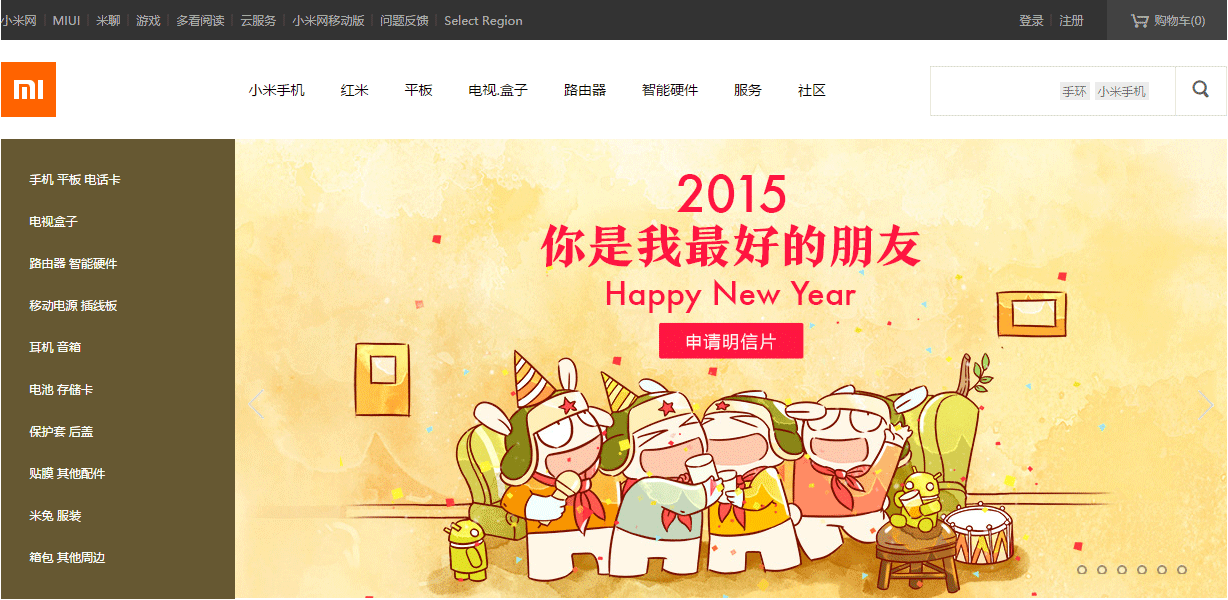 小米网 MIUI 米聊 游戏 多看阅读 云服务 小米网移动版 问题反馈 Select Region 登录 注册 购物车(0)
mi 小米手机 红米 平板 电视.盒子 路由器 智能硬件 服务 社区 手环 小米手机
手机 平板 电话卡
电视盒子
路由器 智能硬件
移动电源 插线板
耳机 音箱
电池 存储卡
保护套 后盖
贴膜 其他配件
米兔 服装
箱包 其他周边
2015
你是我最好的朋友
Happy New Year
申请明信片